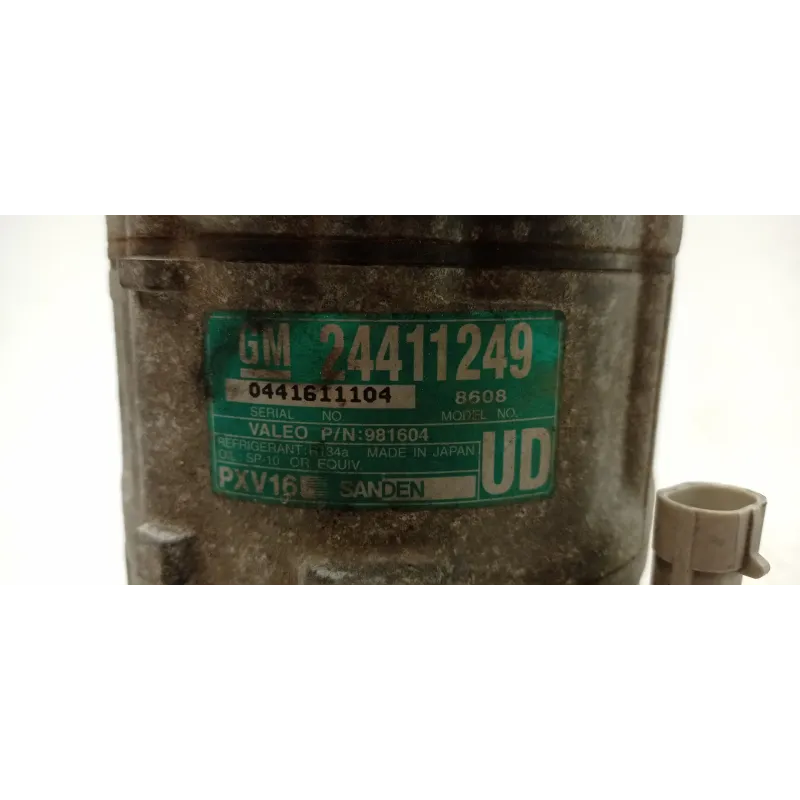 GM 24411249
0441611104 8608
SERIAL NO. MODEL NO.
VALEO P/N:981604
REFRIGERANT:R134a MADE IN JAPAN
OIL: SP-10 OR EQUIV. UD
PXV16 SANDEN